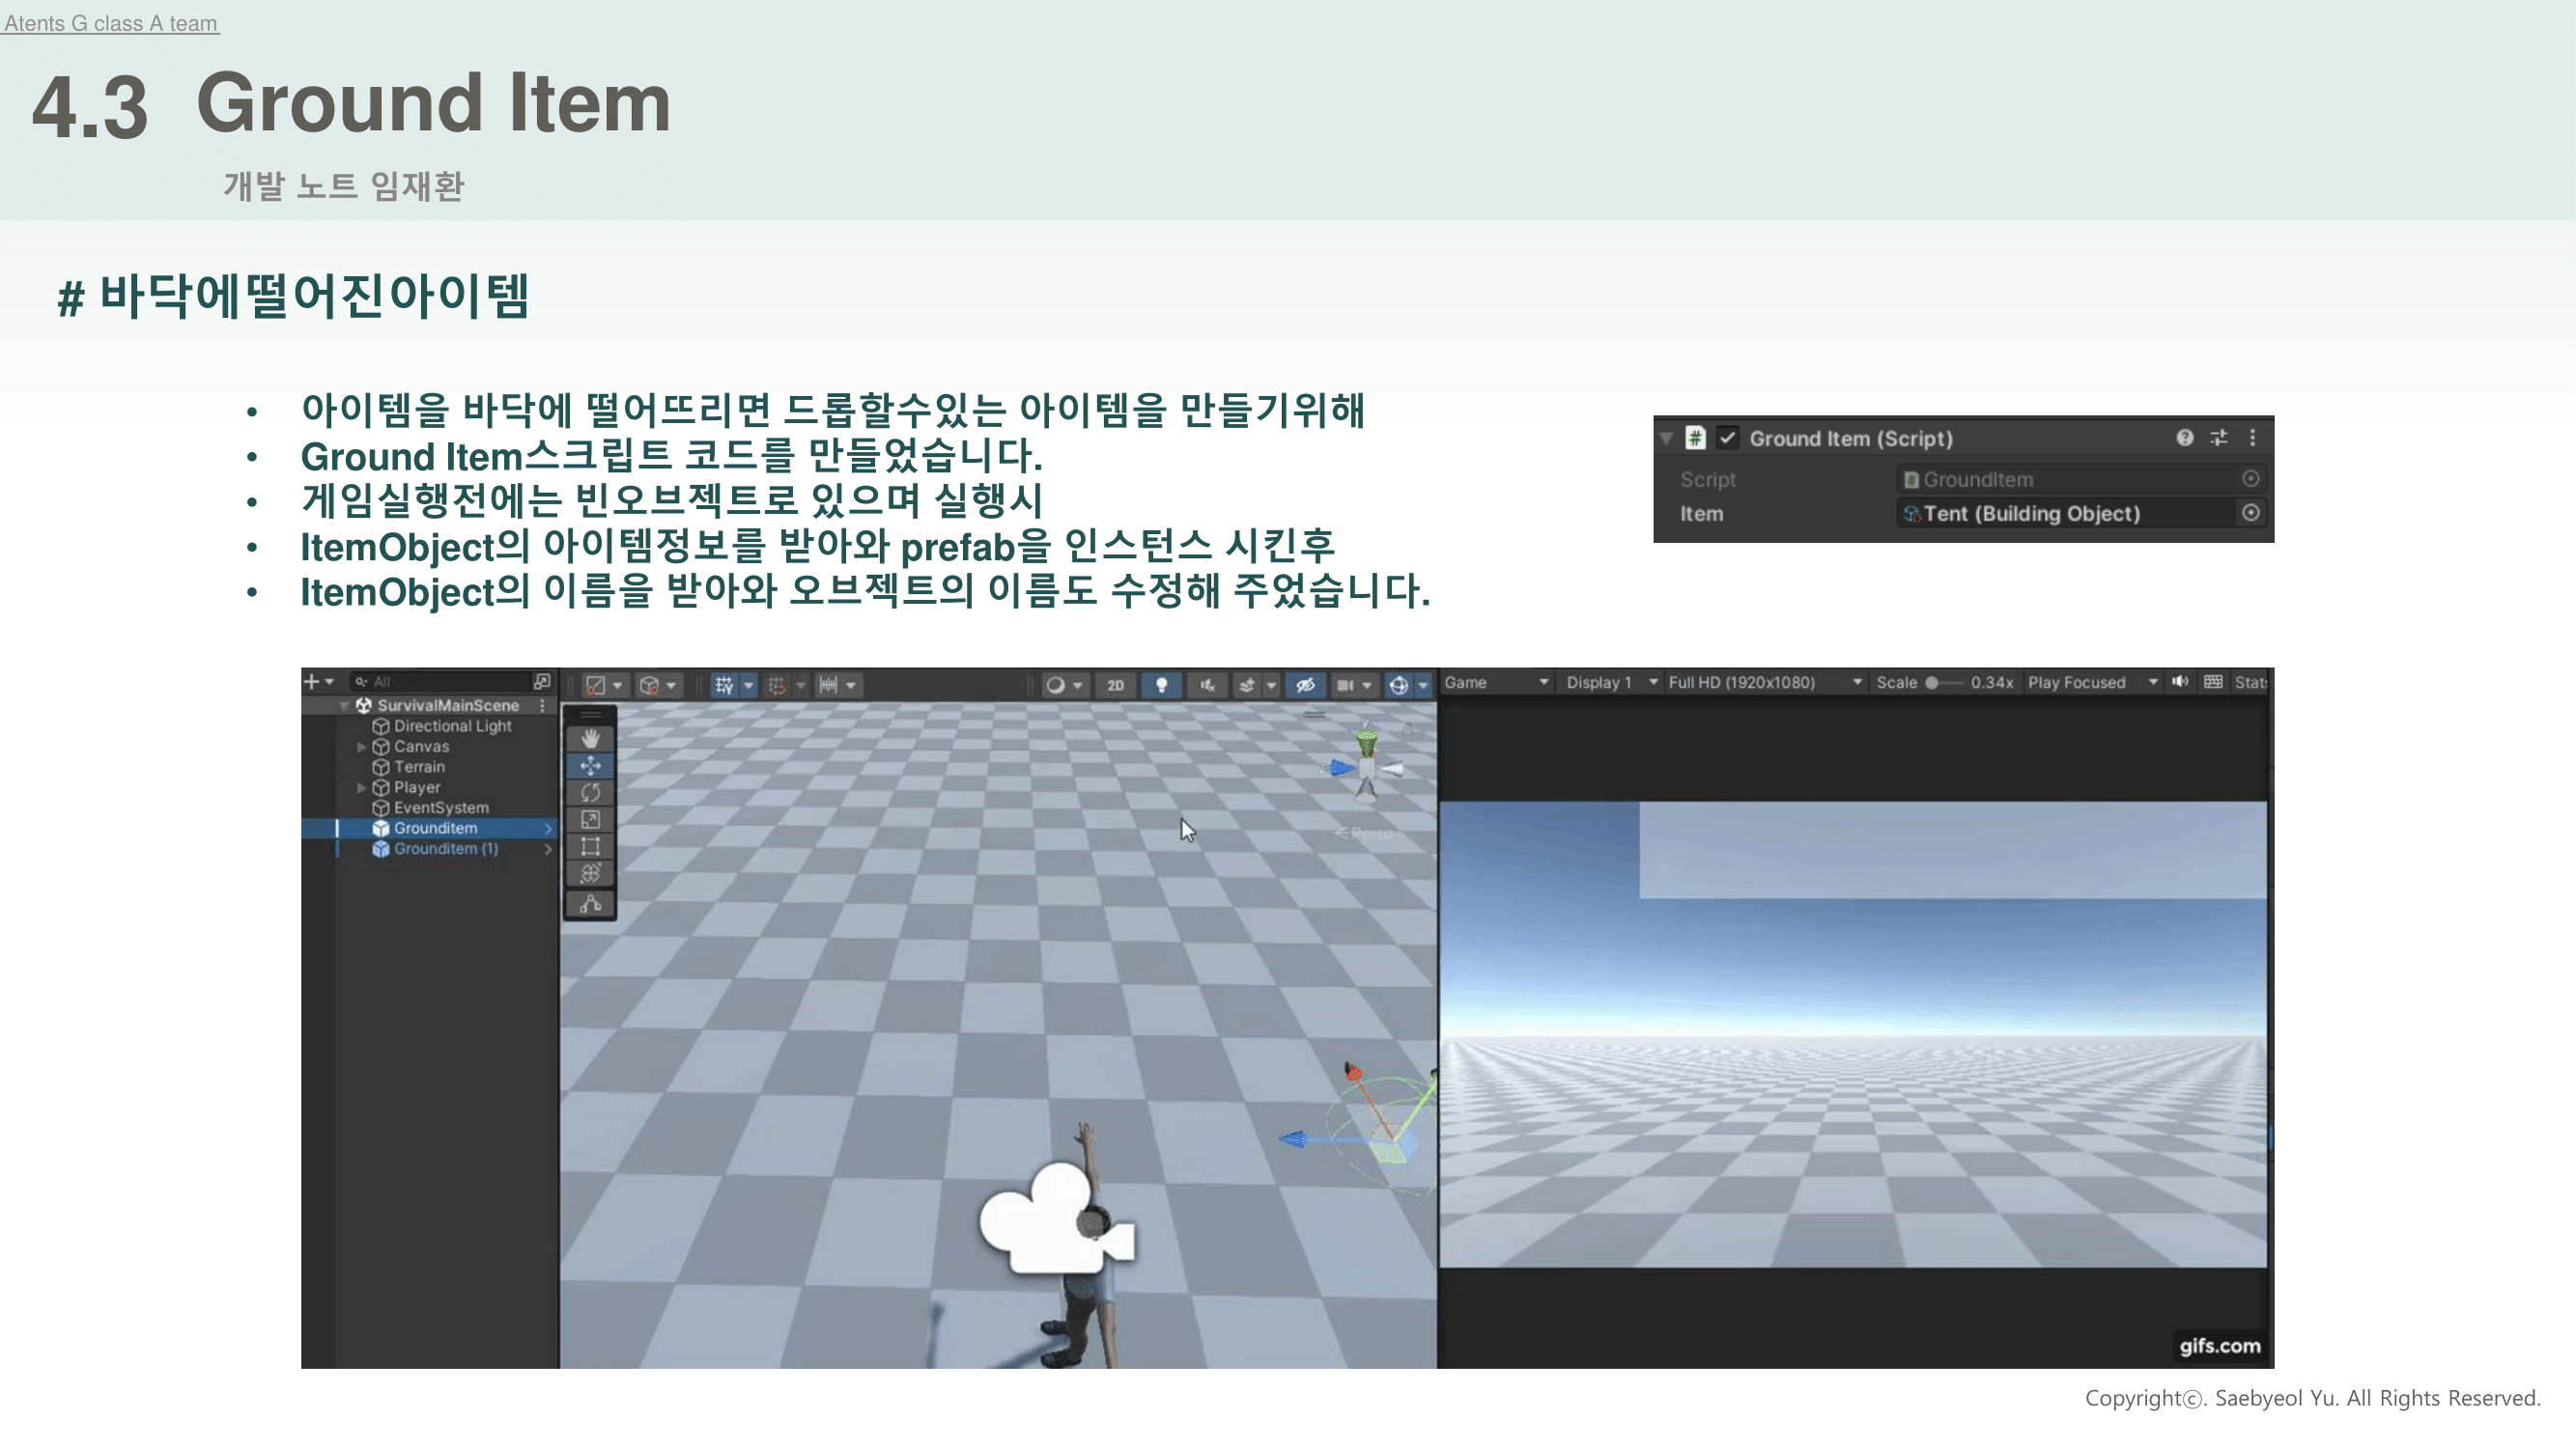 Atents G class A team
4.3 Ground Item
개발 노트 임재환
# 바닥에떨어진아이템
• 아이템을 바닥에 떨어뜨리면 드롭할수있는 아이템을 만들기위해
• Ground Item스크립트 코드를 만들었습니다.
• 게임실행전에는 빈오브젝트로 있으며 실행시
• ItemObject의 아이템정보를 받아와 prefab을 인스턴스 시킨후
• ItemObject의 이름을 받아와 오브젝트의 이름도 수정해 주었습니다.
# Ground Item (Script)
Script GroundItem
Item Tent (Building Object)
All
2D
Game Display 1 Full HD (1920x1080) Scale 0.34x Play Focused Stats
SurvivalMainScene
Directional Light
Canvas
Terrain
Player
EventSystem
Grounditem
Grounditem (1)
y
Persp
gifs.com
Copyrightⓒ. Saebyeol Yu. All Rights Reserved.